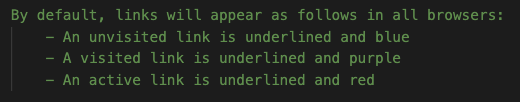 By default, links will appear as follows in all browsers:
- An unvisited link is underlined and blue
- A visited link is underlined and purple
- An active link is underlined and red